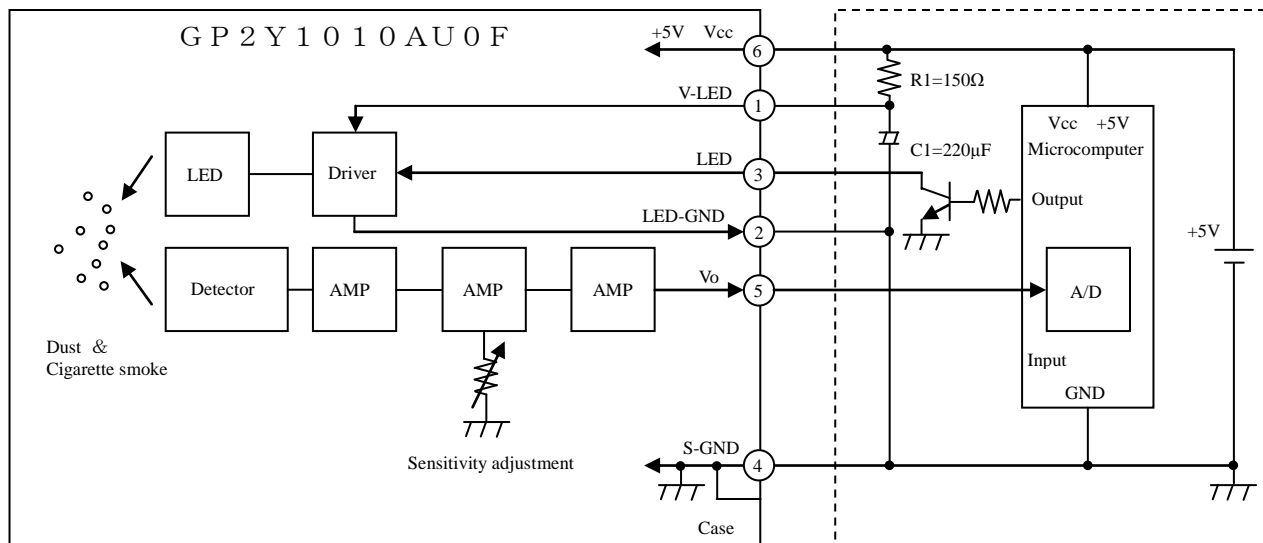 GP2Y1010AU0F
+5V Vcc
6
R1=150Ω
V-LED
1
Vcc +5V
Microcomputer
C1=220μF
LED
3
LED
Driver
Output
LED-GND
2
+5V
Detector
AMP
AMP
AMP
Vo
5
A/D
Dust &
Cigarette smoke
Input
GND
Sensitivity adjustment
S-GND
4
Case